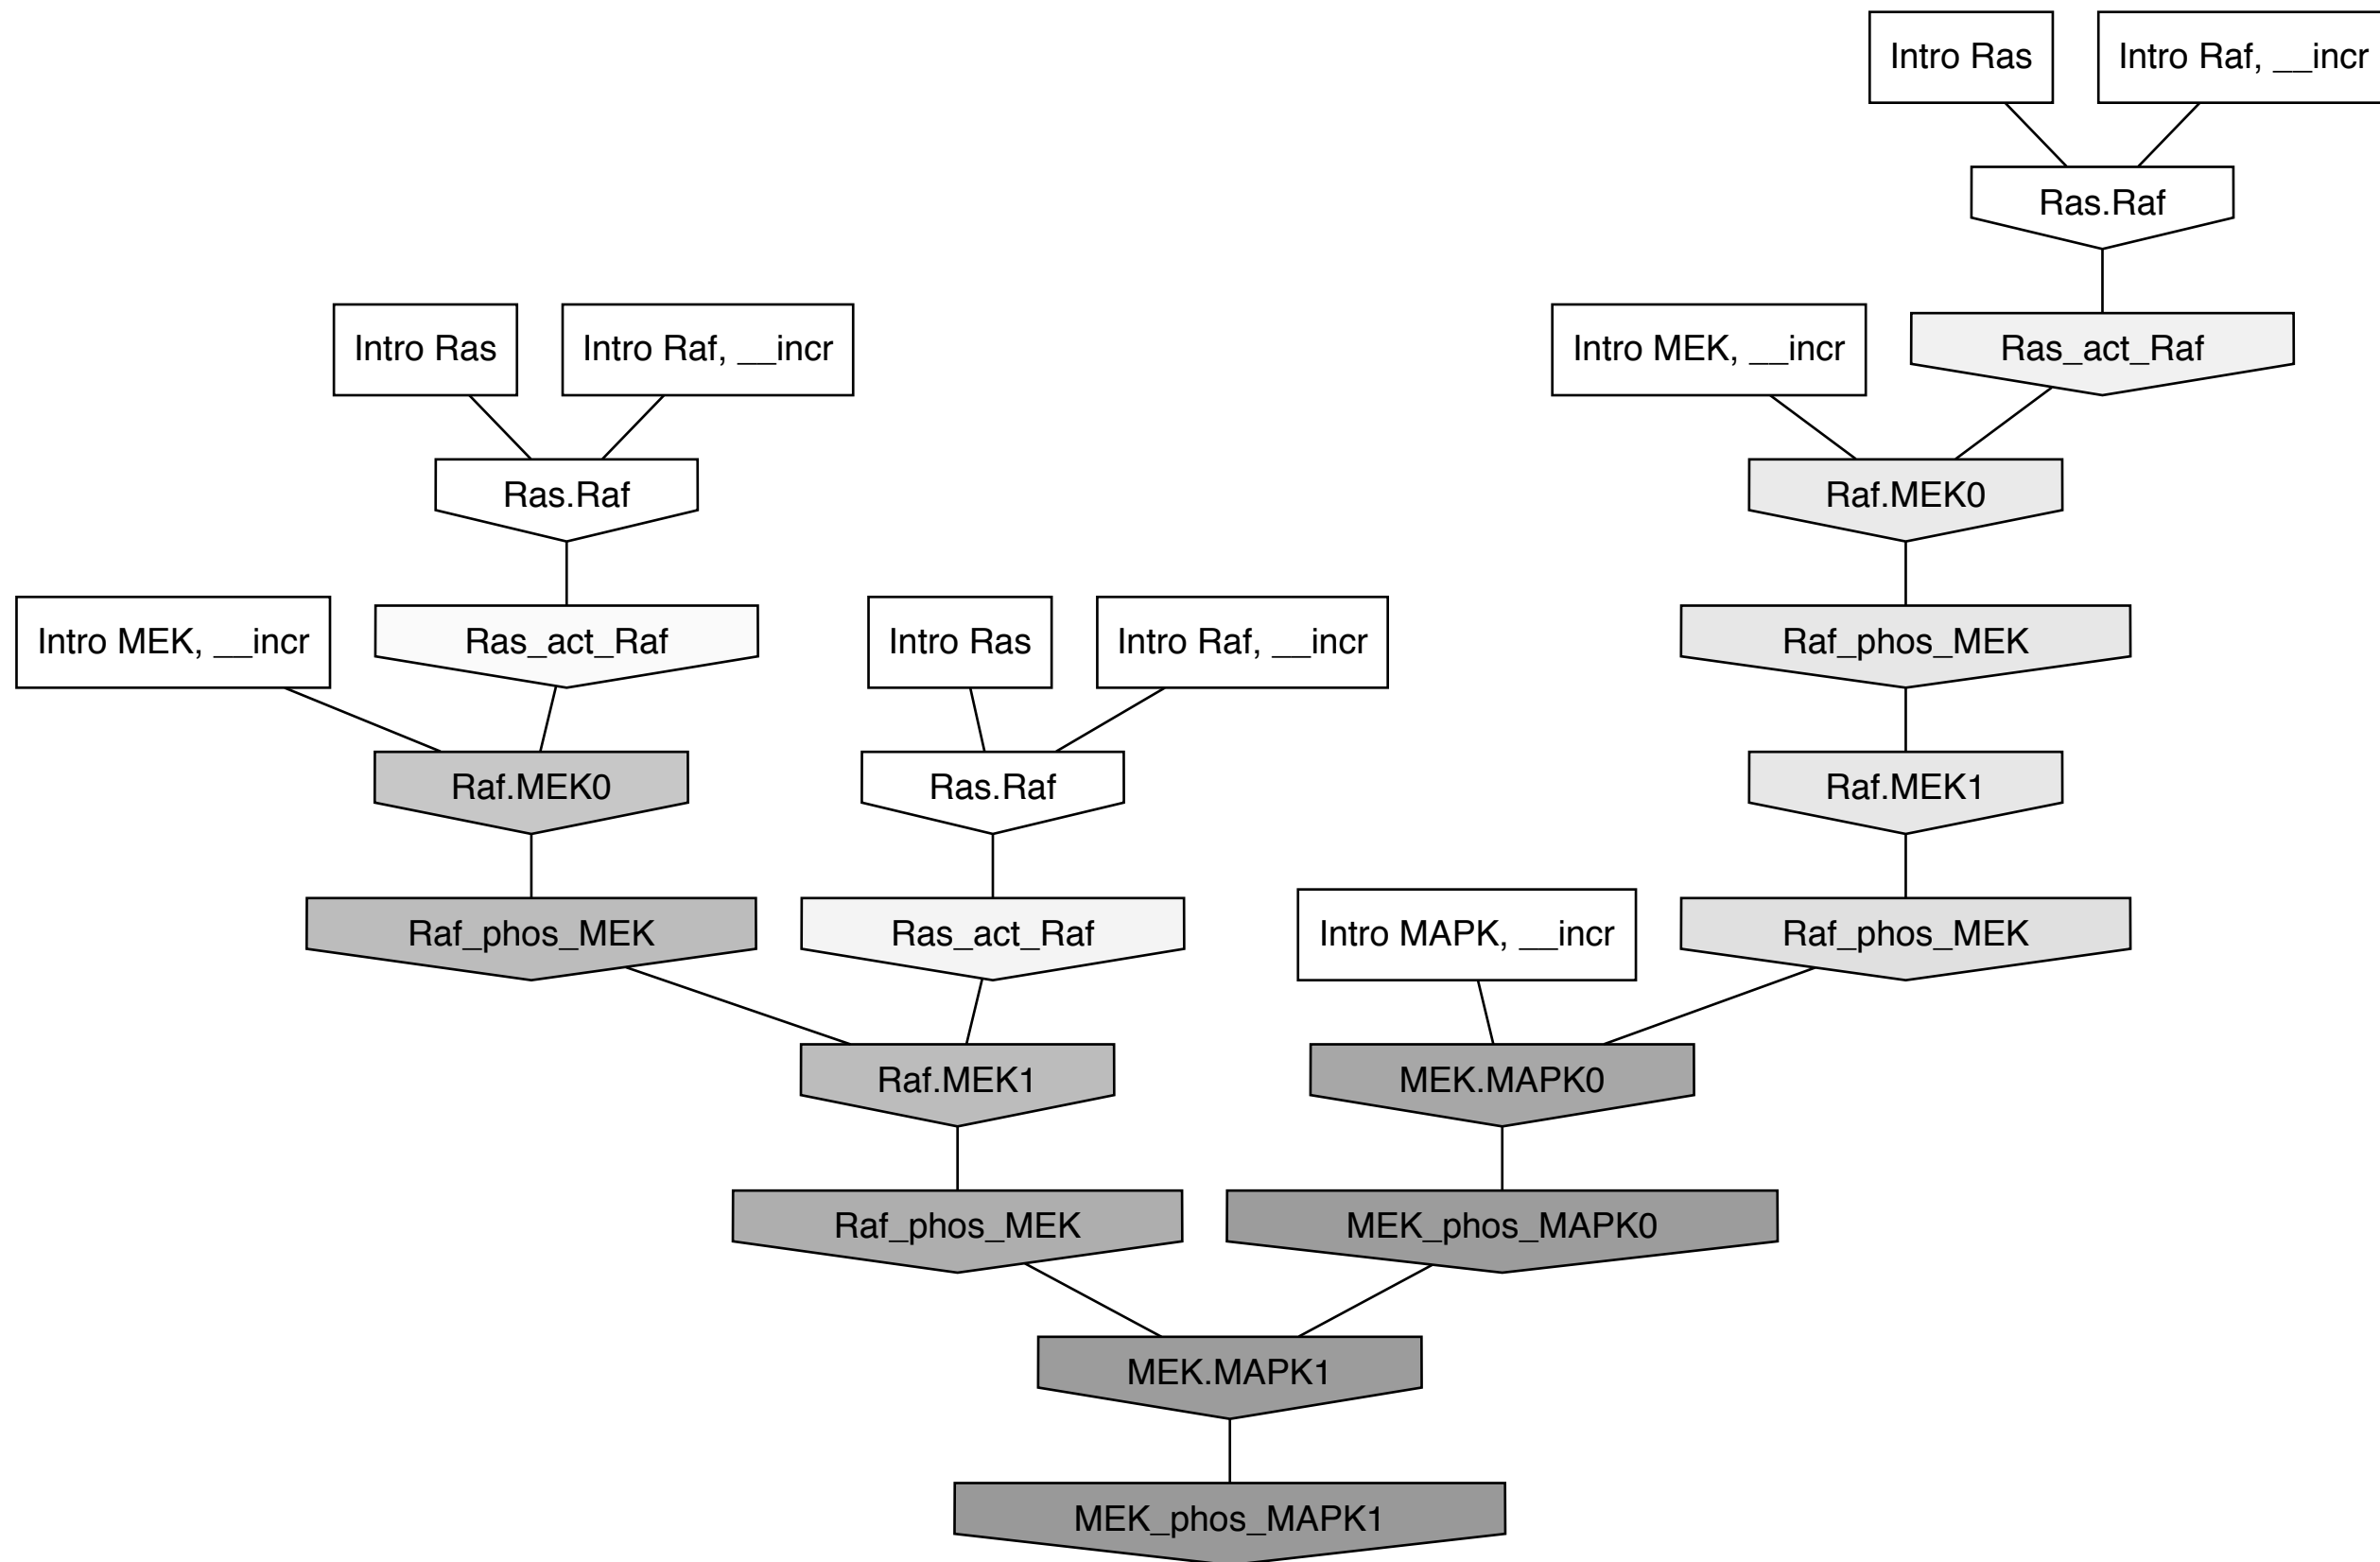 Intro Ras
Intro Raf, __incr
Ras.Raf
Intro Ras
Intro Raf, __incr
Intro MEK, __incr
Ras_act_Raf
Ras.Raf
Raf.MEK0
Intro MEK, __incr
Ras_act_Raf
Intro Ras
Intro Raf, __incr
Raf_phos_MEK
Raf.MEK0
Ras.Raf
Raf.MEK1
Raf_phos_MEK
Ras_act_Raf
Intro MAPK, __incr
Raf_phos_MEK
Raf.MEK1
MEK.MAPK0
Raf_phos_MEK
MEK_phos_MAPK0
MEK.MAPK1
MEK_phos_MAPK1